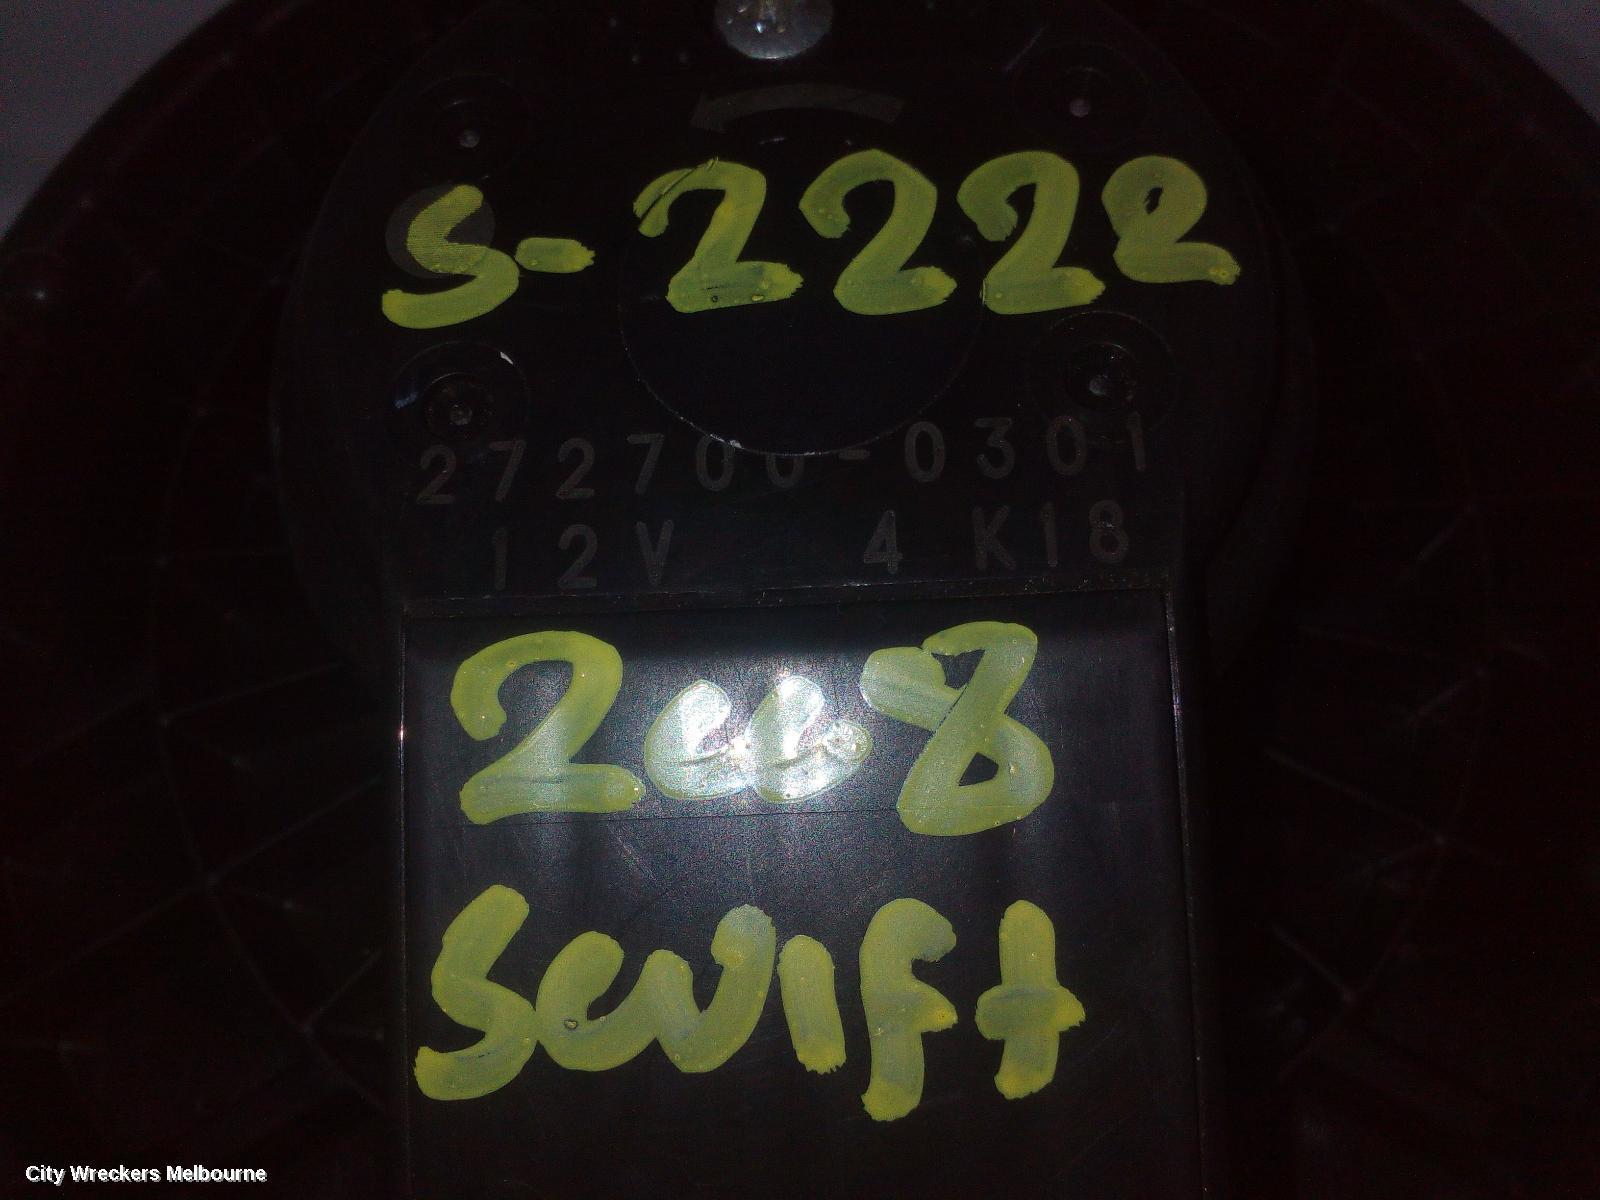 S-2222
272700-0301
12V 4K18
2008
SWIFT
City Wreckers Melbourne